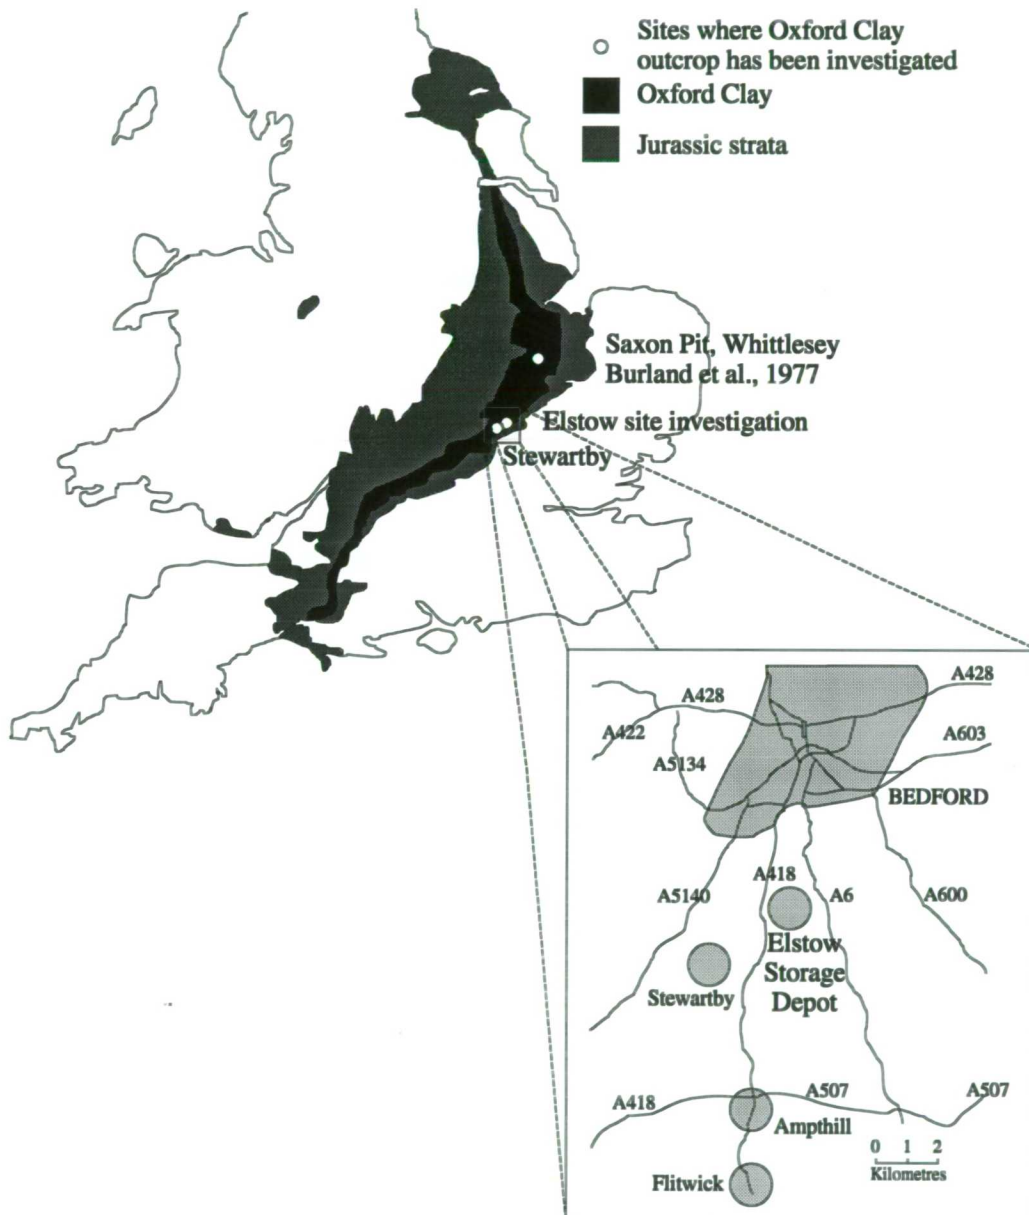 Sites where Oxford Clay
outcrop has been investigated
Oxford Clay
Jurassic strata
Saxon Pit, Whittlesey
Burland et al., 1977
Elstow site investigation
Stewartby
A428
A428
A422
A603
A5134
BEDFORD
A418
A5140
A6
A600
Elstow
Storage
Depot
Stewartby
A418
A507
A507
Ampthill
0 1 2
Kilometres
Flitwick